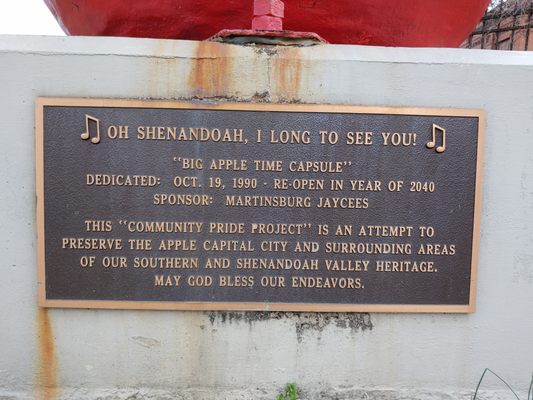 ♪ OH SHENANDOAH, I LONG TO SEE YOU! ♪
"BIG APPLE TIME CAPSULE"
DEDICATED: OCT. 19, 1990 - RE-OPEN IN YEAR OF 2040
SPONSOR: MARTINSBURG JAYCEES
THIS "COMMUNITY PRIDE PROJECT" IS AN ATTEMPT TO
PRESERVE THE APPLE CAPITAL CITY AND SURROUNDING AREAS
OF OUR SOUTHERN AND SHENANDOAH VALLEY HERITAGE.
MAY GOD BLESS OUR ENDEAVORS.